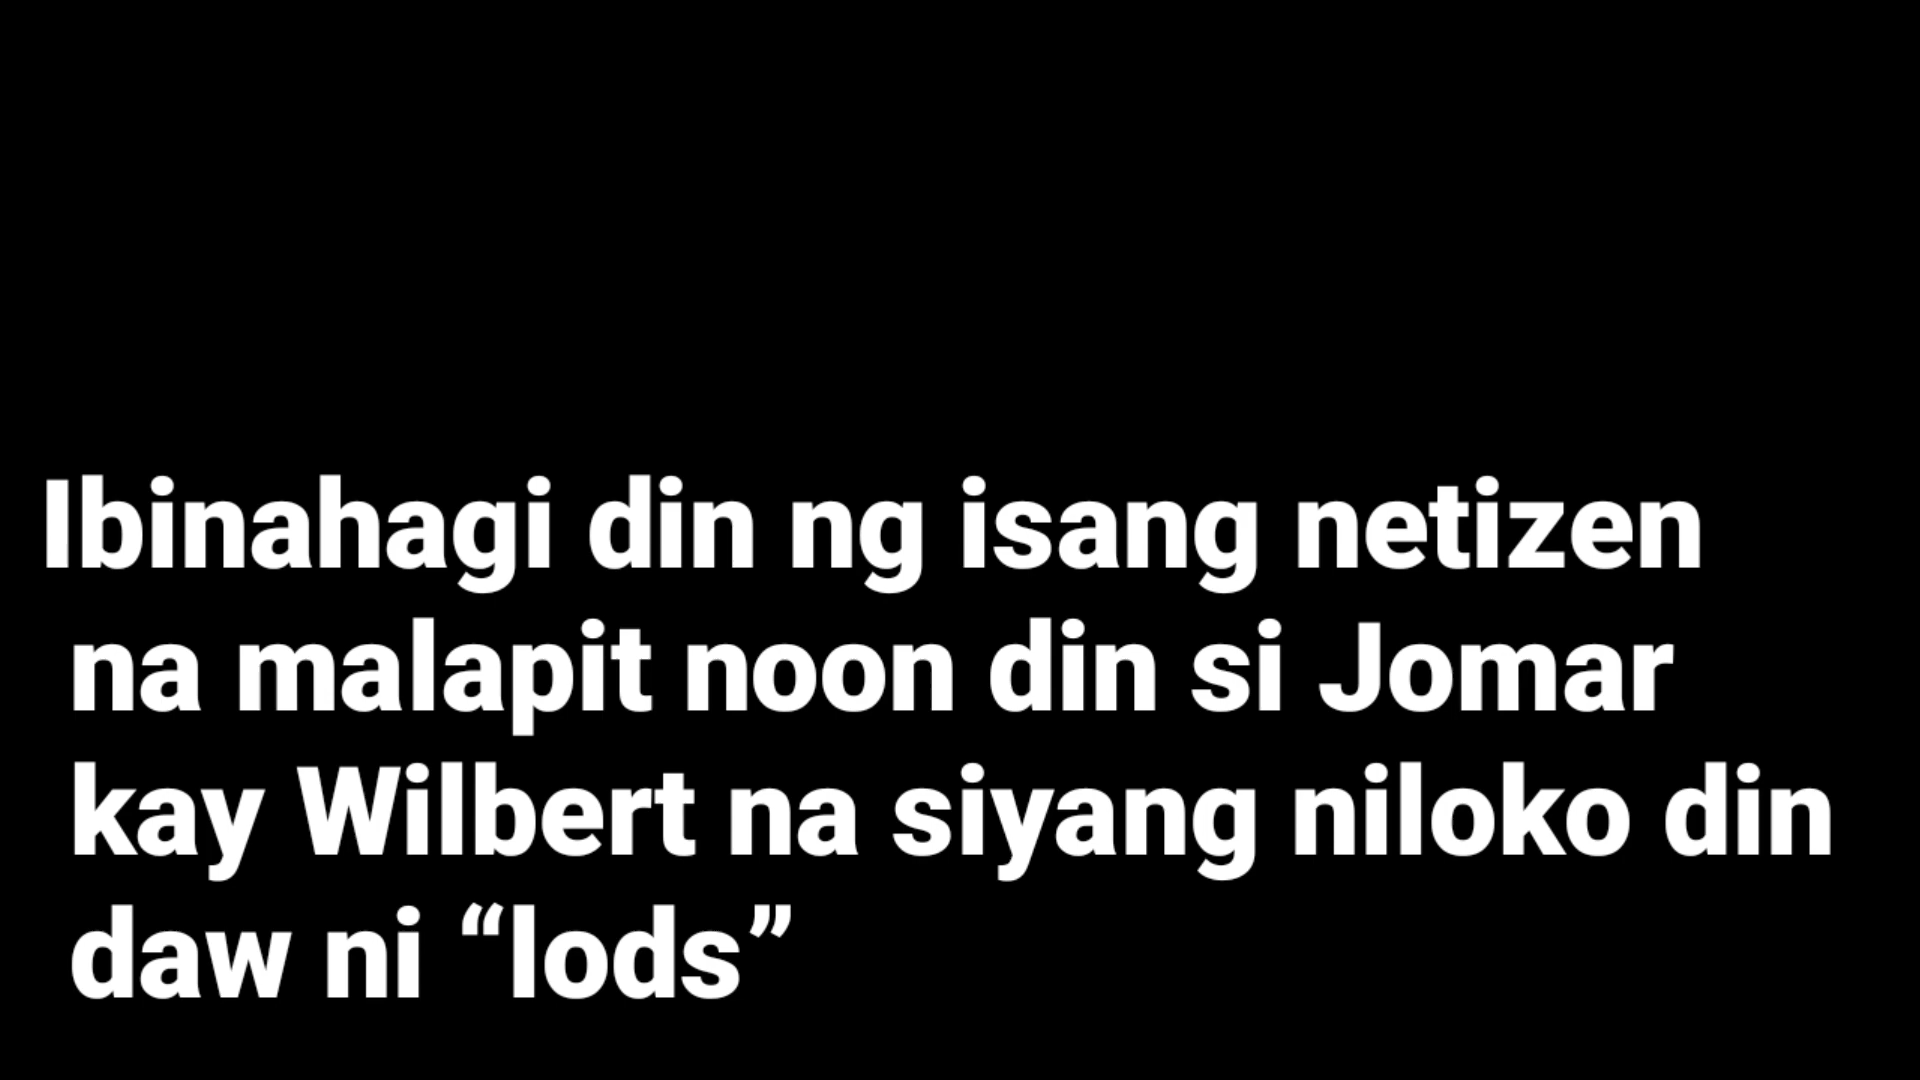 Ibinahagi din ng isang netizen
na malapit noon din si Jomar
kay Wilbert na siyang niloko din
daw ni “lods”